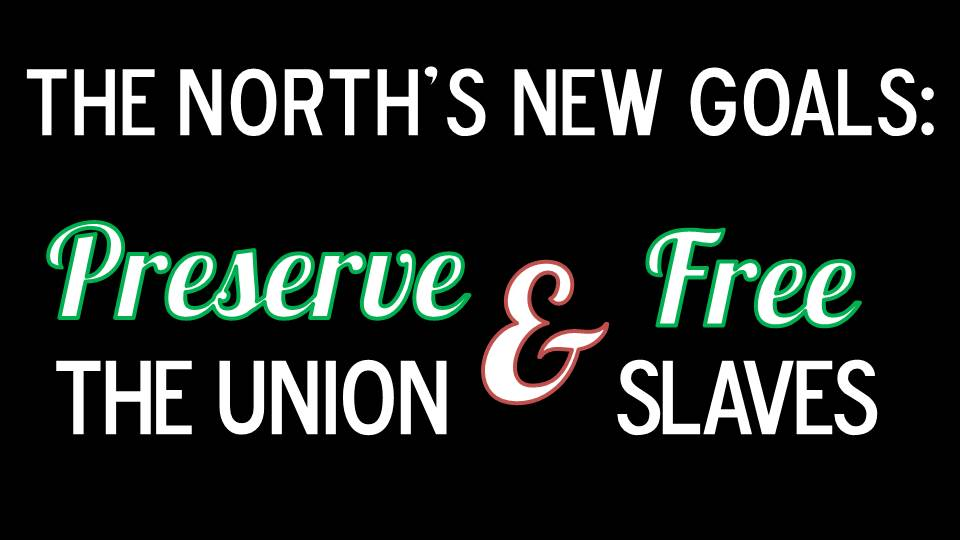 THE NORTH'S NEW GOALS:
Preserve & Free
THE UNION SLAVES